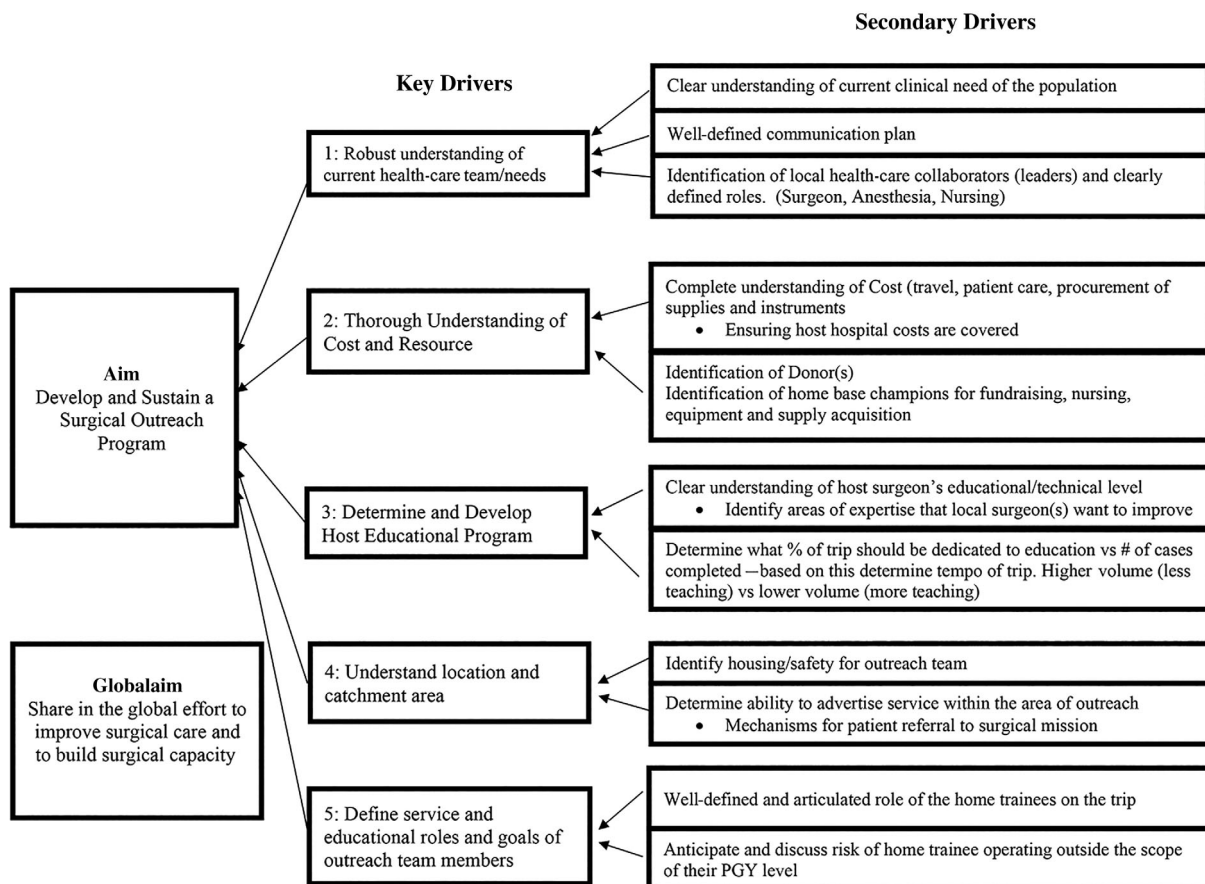 Secondary Drivers
Key Drivers
Clear understanding of current clinical need of the population
Well-defined communication plan
Identification of local health-care collaborators (leaders) and clearly
defined roles. (Surgeon, Anesthesia, Nursing)
1: Robust understanding of
current health-care team/needs
Complete understanding of Cost (travel, patient care, procurement of
supplies and instruments
• Ensuring host hospital costs are covered
Identification of Donor(s)
Identification of home base champions for fundraising, nursing,
equipment and supply acquisition
2: Thorough Understanding of
Cost and Resource
Aim
Develop and Sustain a
Surgical Outreach
Program
Clear understanding of host surgeon’s educational/technical level
• Identify areas of expertise that local surgeon(s) want to improve
Determine what % of trip should be dedicated to education vs # of cases
completed —based on this determine tempo of trip. Higher volume (less
teaching) vs lower volume (more teaching)
3: Determine and Develop
Host Educational Program
Identify housing/safety for outreach team
Determine ability to advertise service within the area of outreach
• Mechanisms for patient referral to surgical mission
4: Understand location and
catchment area
Globalaim
Share in the global effort to
improve surgical care and
to build surgical capacity
Well-defined and articulated role of the home trainees on the trip
Anticipate and discuss risk of home trainee operating outside the scope
of their PGY level
5: Define service and
educational roles and goals of
outreach team members